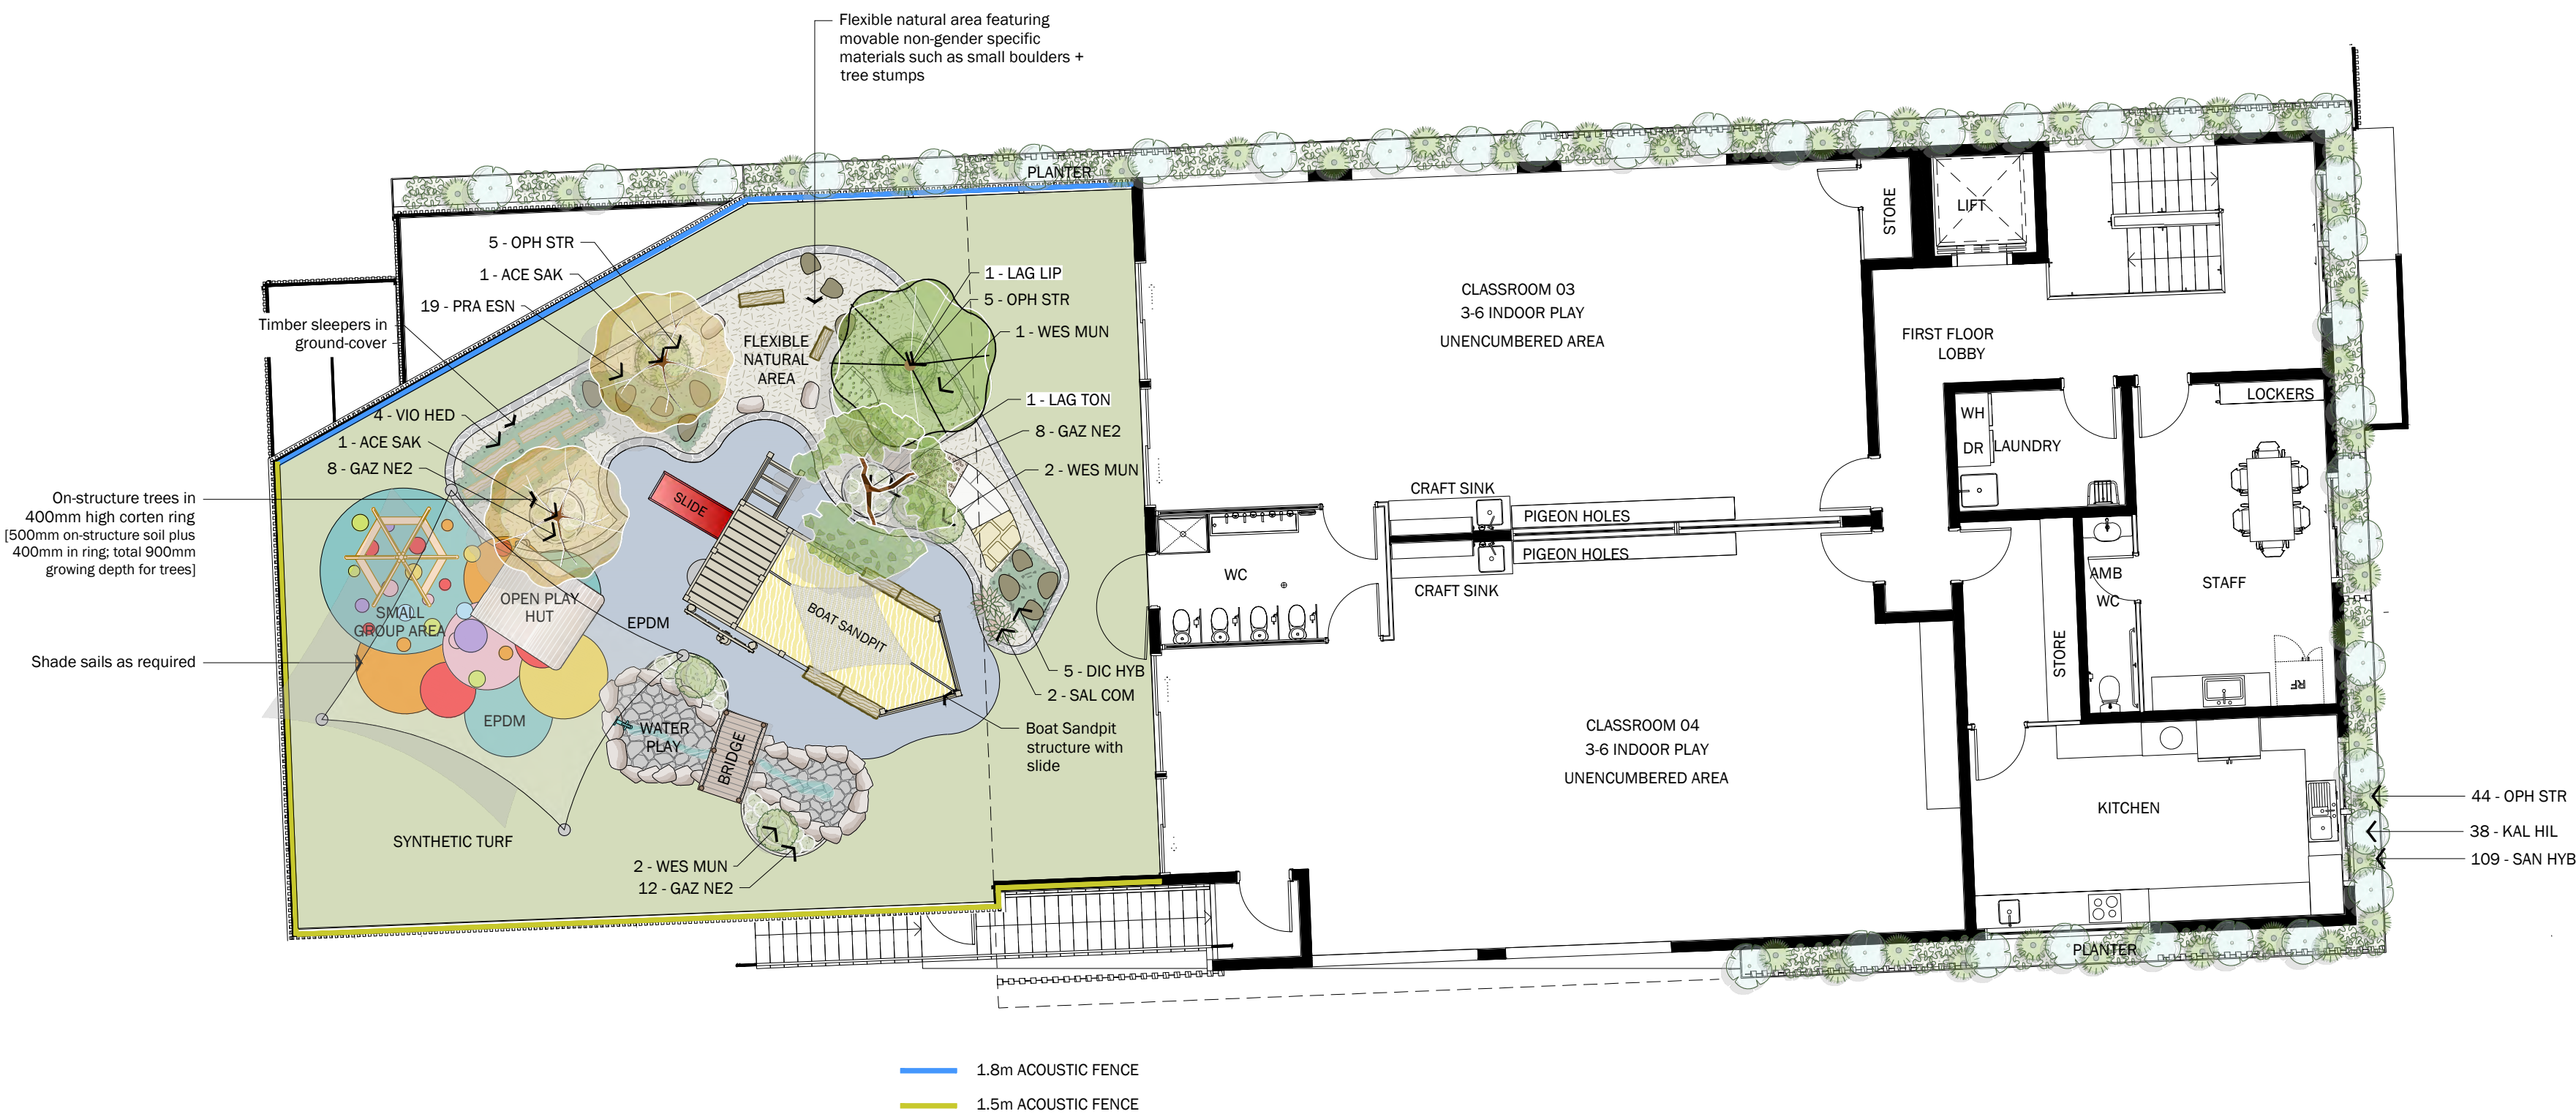 Flexible natural area featuring
movable non-gender specific
materials such as small boulders +
tree stumps
PLANTER
5 - OPH STR
1 - ACE SAK
19 - PRA ESN
Timber sleepers in
ground-cover
4 - VIO HED
1 - ACE SAK
8 - GAZ NE2
On-structure trees in
400mm high corten ring
[500mm on-structure soil plus
400mm in ring; total 900mm
growing depth for trees]
Shade sails as required
FLEXIBLE
NATURAL
AREA
1 - LAG LIP
5 - OPH STR
1 - WES MUN
1 - LAG TON
8 - GAZ NE2
2 - WES MUN
SLIDE
BOAT SANDPIT
OPEN PLAY
HUT
SMALL
GROUP AREA
EPDM
EPDM
WATER
PLAY
BRIDGE
SYNTHETIC TURF
2 - WES MUN
12 - GAZ NE2
5 - DIC HYB
2 - SAL COM
Boat Sandpit
structure with
slide
CLASSROOM 03
3-6 INDOOR PLAY
UNENCUMBERED AREA
STORE
LIFT
FIRST FLOOR
LOBBY
LOCKERS
WH
DR
LAUNDRY
CRAFT SINK
PIGEON HOLES
PIGEON HOLES
CRAFT SINK
WC
AMB
WC
STAFF
STORE
RF
CLASSROOM 04
3-6 INDOOR PLAY
UNENCUMBERED AREA
KITCHEN
PLANTER
44 - OPH STR
38 - KAL HIL
109 - SAN HYB
1.8m ACOUSTIC FENCE
1.5m ACOUSTIC FENCE